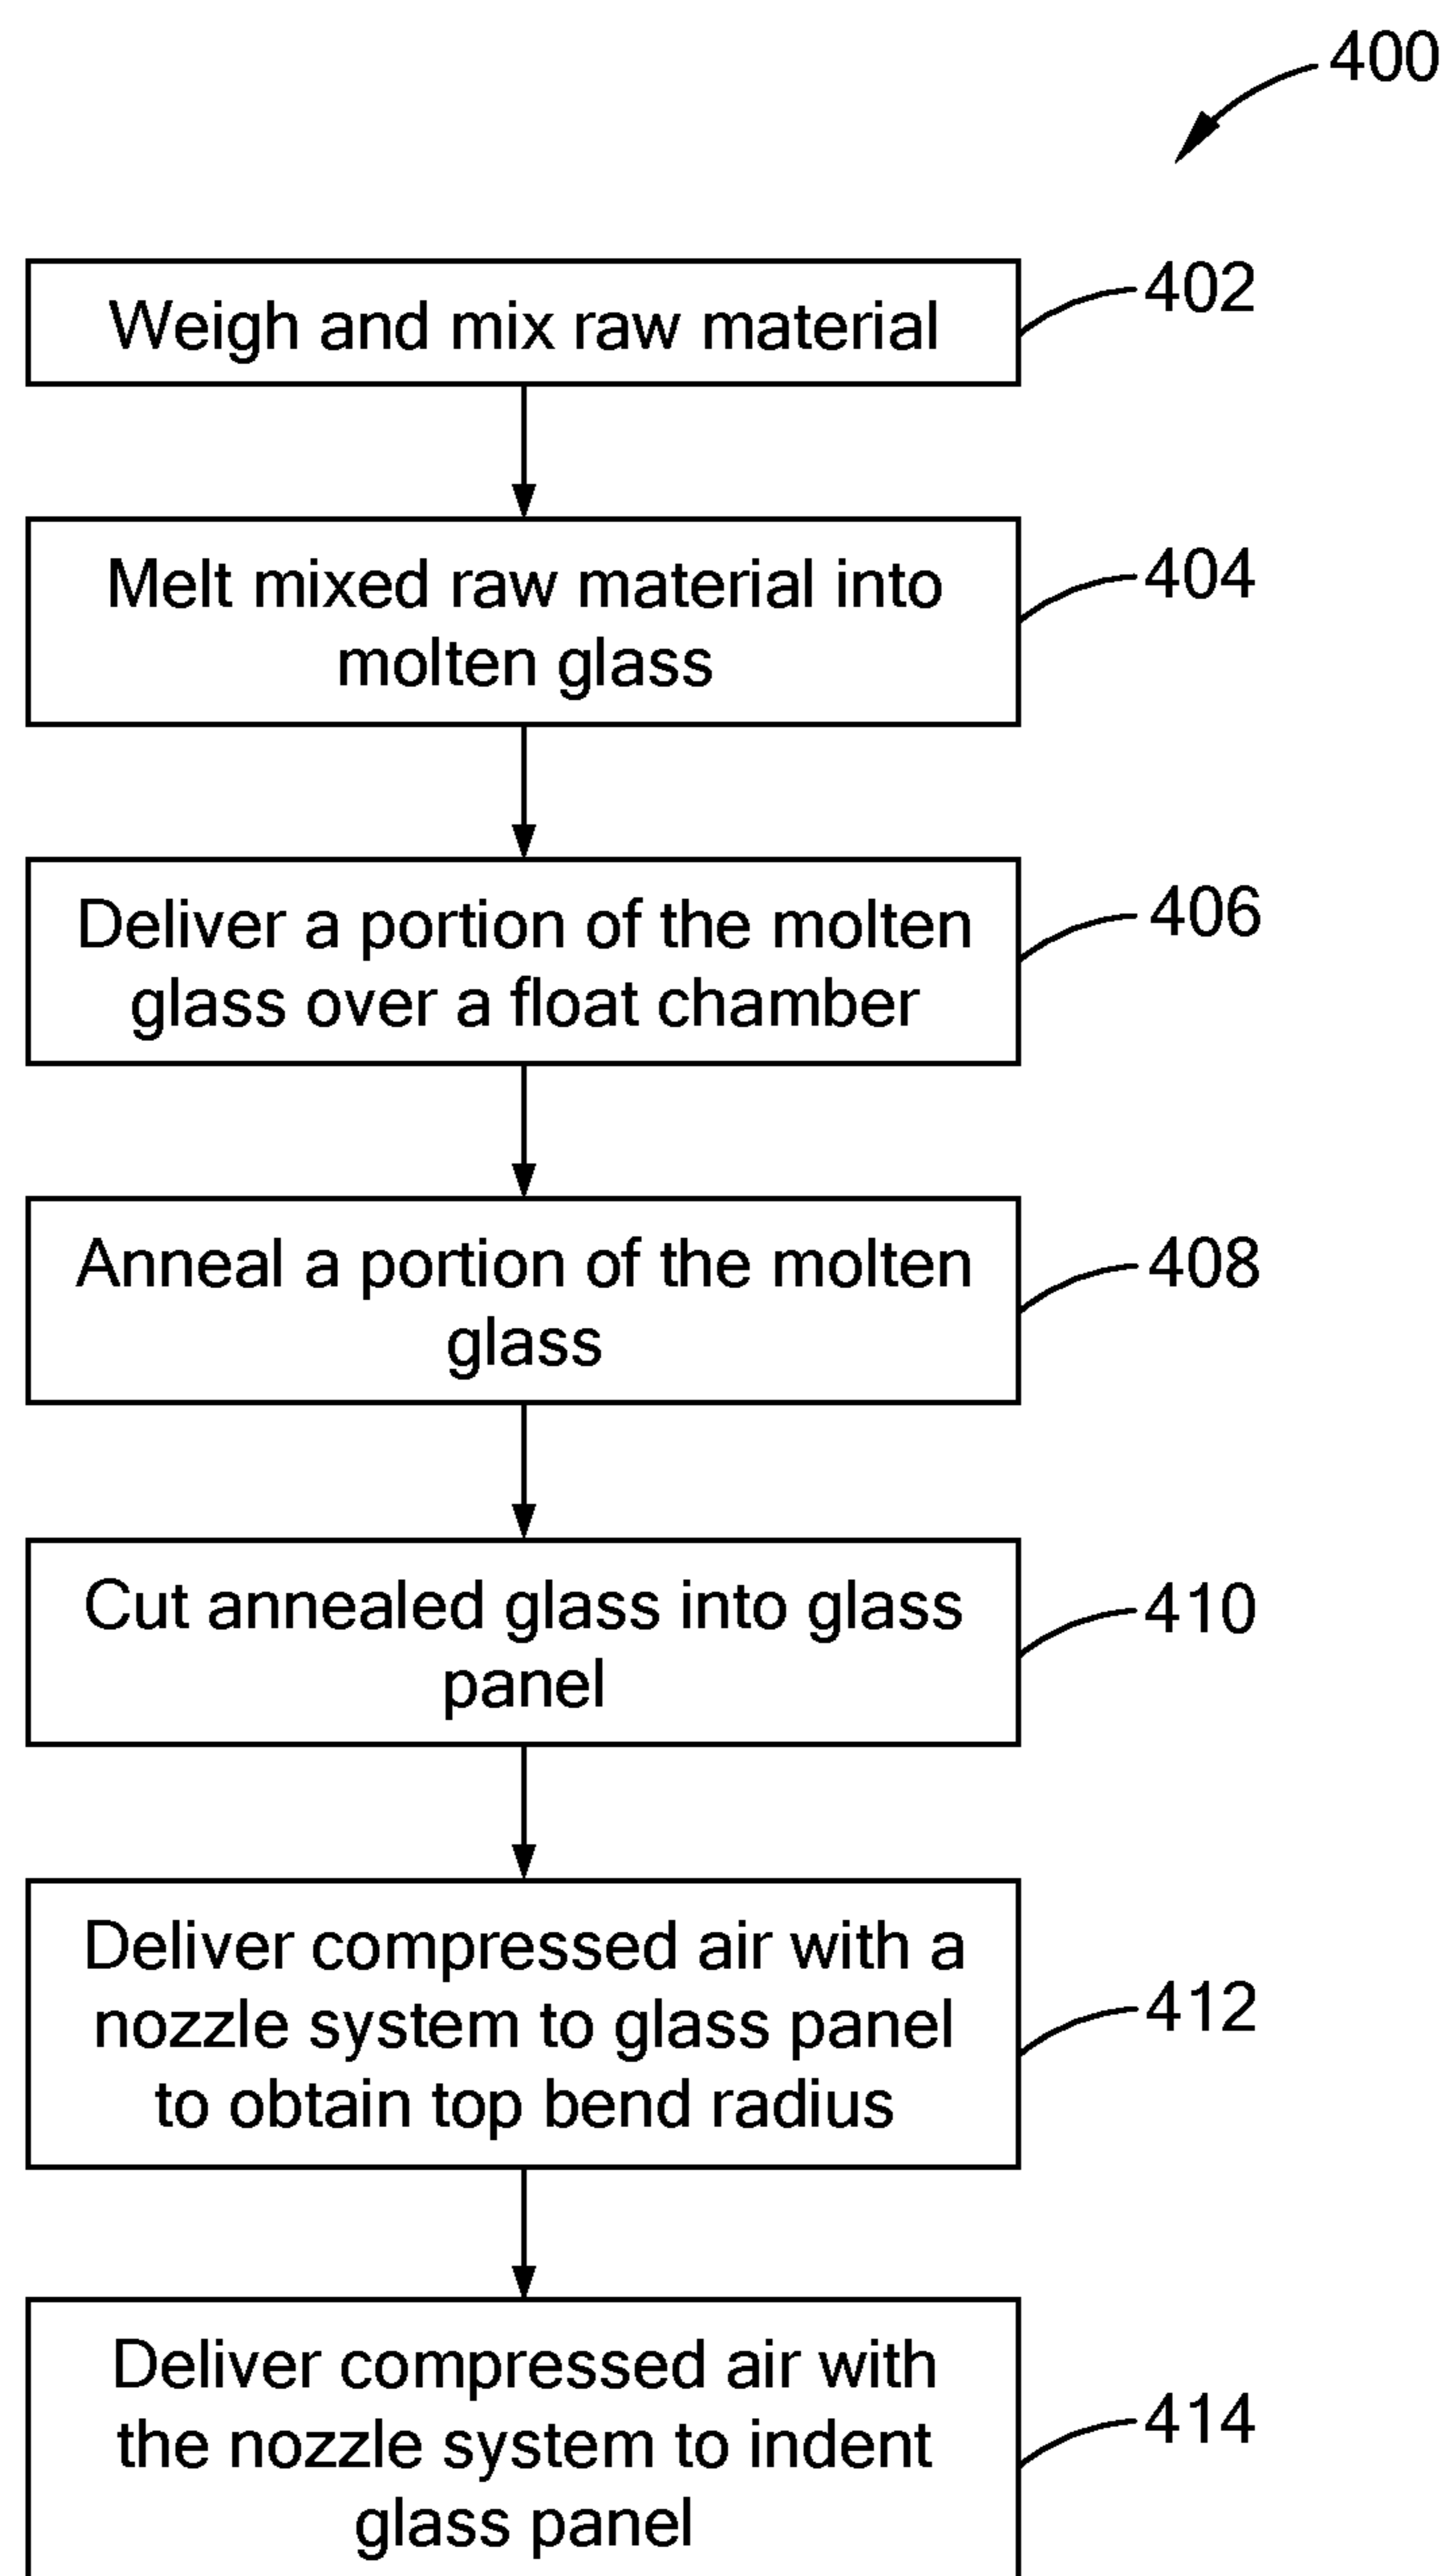 400
Weigh and mix raw material
402
Melt mixed raw material into
molten glass
404
Deliver a portion of the molten
glass over a float chamber
406
Anneal a portion of the molten
glass
408
Cut annealed glass into glass
panel
410
Deliver compressed air with a
nozzle system to glass panel
to obtain top bend radius
412
Deliver compressed air with
the nozzle system to indent
glass panel
414